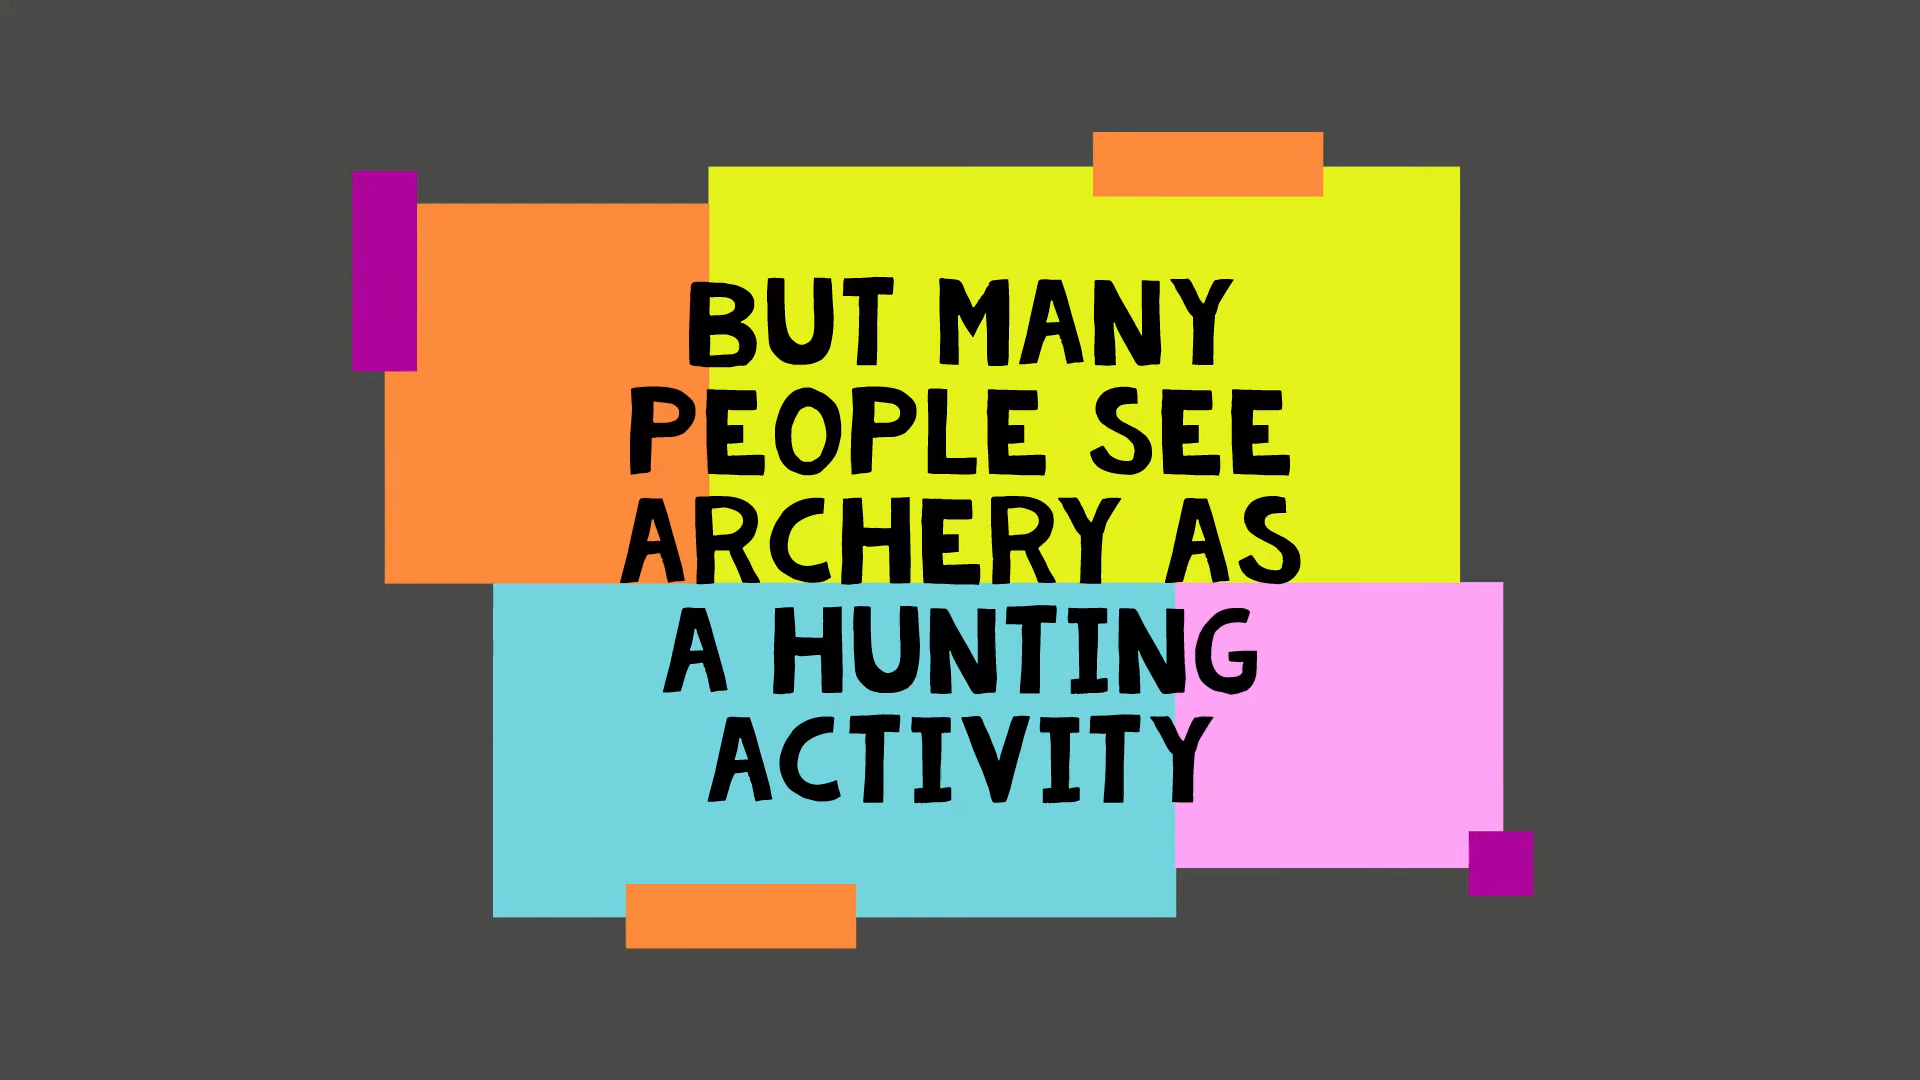 BUT MANY
PEOPLE SEE
ARCHERY AS
A HUNTING
ACTIVITY